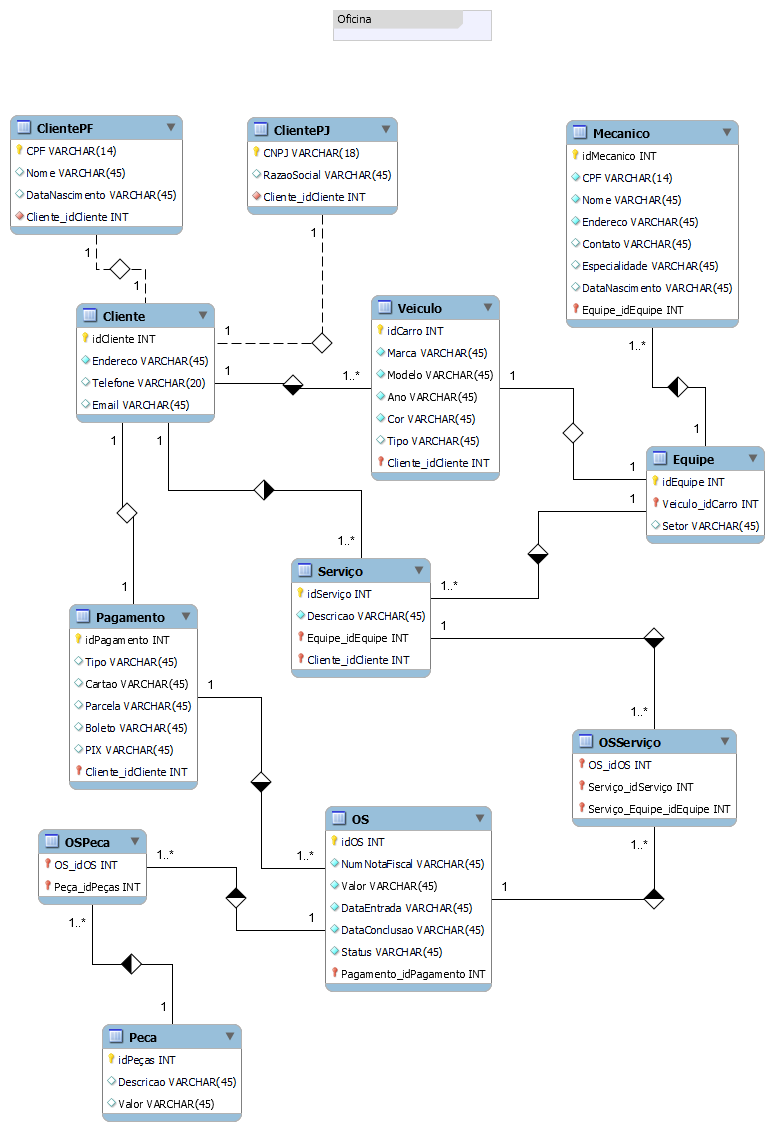 Oficina
ClientePF
CPF VARCHAR(14)
Nome VARCHAR(45)
DataNascimento VARCHAR(45)
Cliente_idCliente INT
ClientePJ
CNPJ VARCHAR(18)
RazaoSocial VARCHAR(45)
Cliente_idCliente INT
Mecanico
idMecanico INT
CPF VARCHAR(14)
Nome VARCHAR(45)
Endereco VARCHAR(45)
Contato VARCHAR(45)
Especialidade VARCHAR(45)
DataNascimento VARCHAR(45)
Equipe_idEquipe INT
1
1
1
1
Cliente
idCliente INT
Endereco VARCHAR(45)
Telefone VARCHAR(20)
Email VARCHAR(45)
1
1..*
Veiculo
idCarro INT
Marca VARCHAR(45)
Modelo VARCHAR(45)
Ano VARCHAR(45)
Cor VARCHAR(45)
Tipo VARCHAR(45)
Cliente_idCliente INT
1..*
1
1
1
1
Equipe
idEquipe INT
Veiculo_idCarro INT
Setor VARCHAR(45)
1
1
1..*
1..*
Serviço
idServiço INT
Descricao VARCHAR(45)
Equipe_idEquipe INT
Cliente_idCliente INT
1
1
Pagamento
idPagamento INT
Tipo VARCHAR(45)
Cartao VARCHAR(45)
Parcela VARCHAR(45)
Boleto VARCHAR(45)
PIX VARCHAR(45)
Cliente_idCliente INT
1
1..*
OSServiço
OS_idOS INT
Serviço_idServiço INT
Serviço_Equipe_idEquipe INT
1..*
1..*
OS
idOS INT
NumNotaFiscal VARCHAR(45)
Valor VARCHAR(45)
DataEntrada VARCHAR(45)
DataConclusao VARCHAR(45)
Status VARCHAR(45)
Pagamento_idPagamento INT
1
OSPeca
OS_idOS INT
Peça_idPeças INT
1..*
1
1..*
1
Peca
idPeças INT
Descricao VARCHAR(45)
Valor VARCHAR(45)